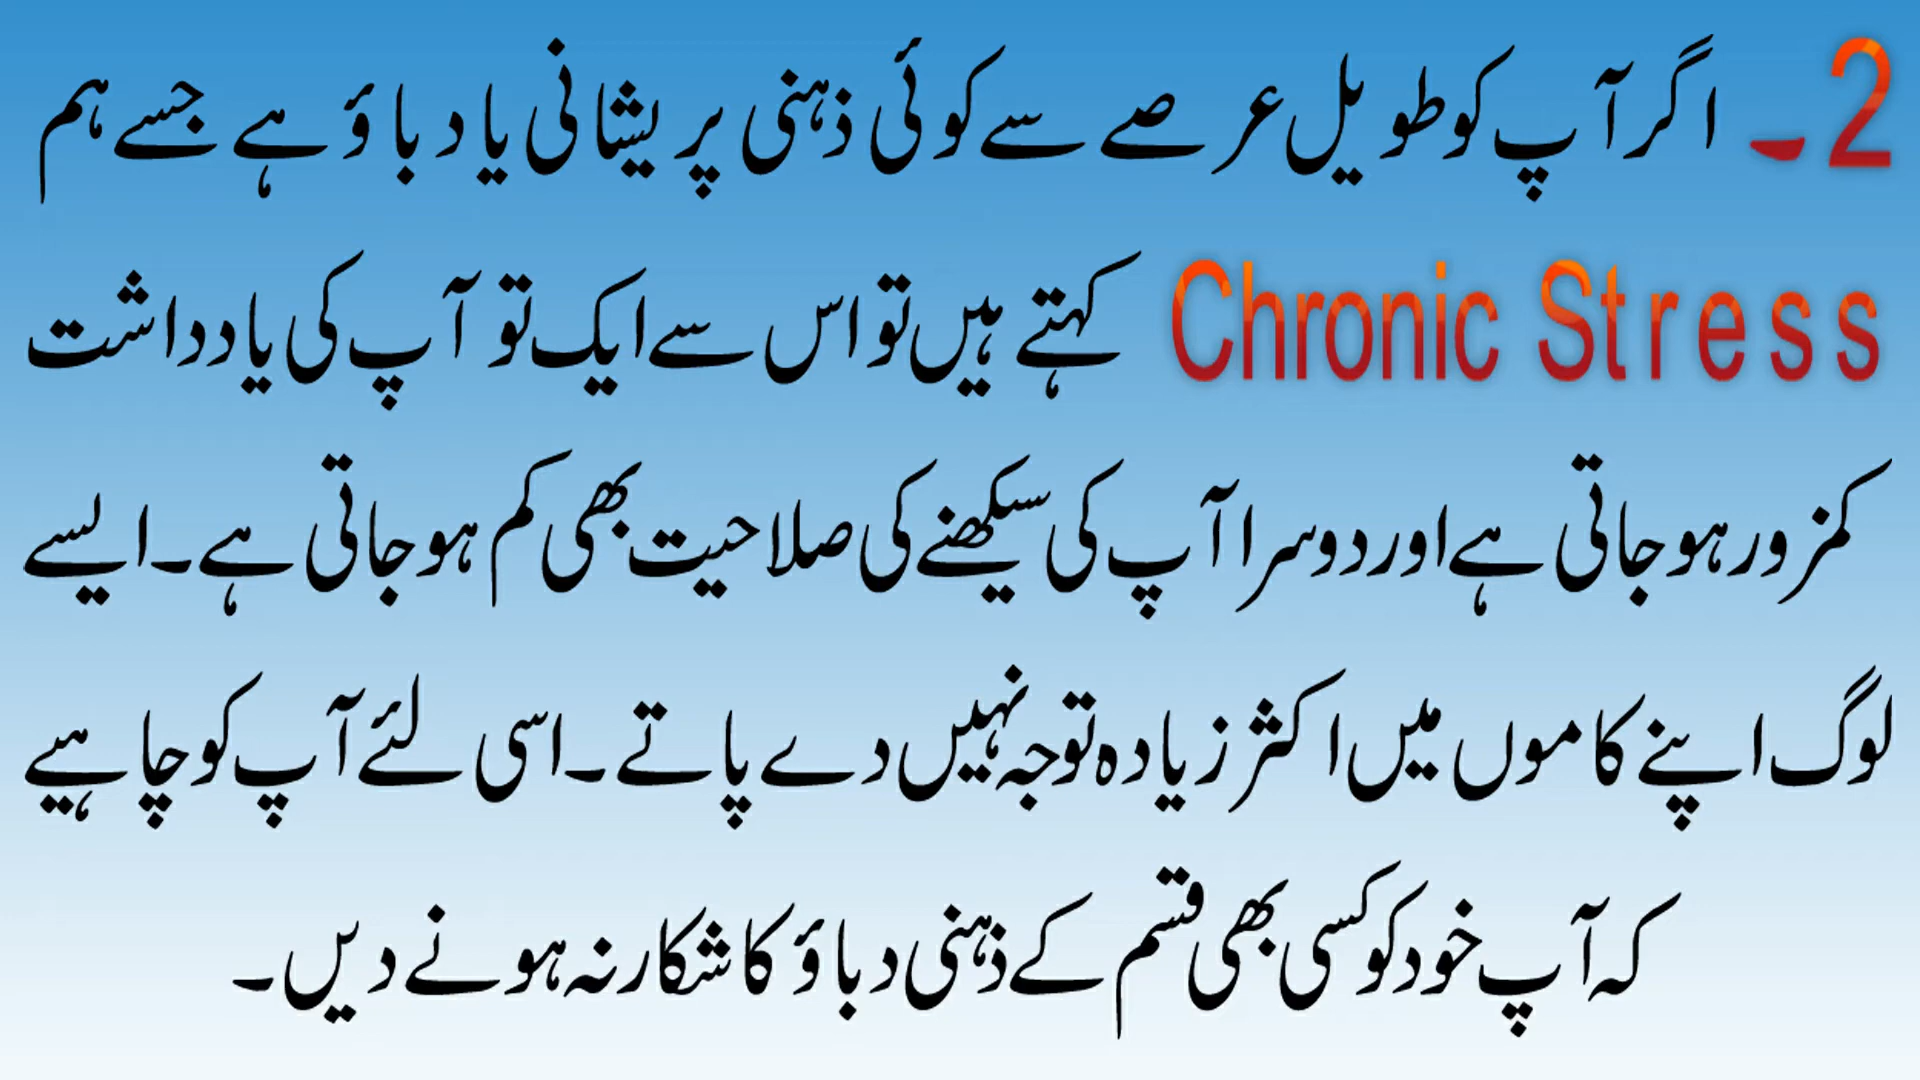 2۔ اگر آپ کو طویل عرصے سے کوئی ذہنی پریشانی یا دباؤ ہے جسے ہم
Chronic Stress کہتے ہیں تو اس سے ایک تو آپ کی یادداشت
کمزور ہو جاتی ہے اور دوسرا آپ کی سیکھنے کی صلاحیت بھی کم ہو جاتی ہے۔ ایسے
لوگ اپنے کاموں میں اکثر زیادہ توجہ نہیں دے پاتے۔ اسی لئے آپ کو چاہیے
کہ آپ خود کو کسی بھی قسم کے ذہنی دباؤ کا شکار نہ ہونے دیں۔